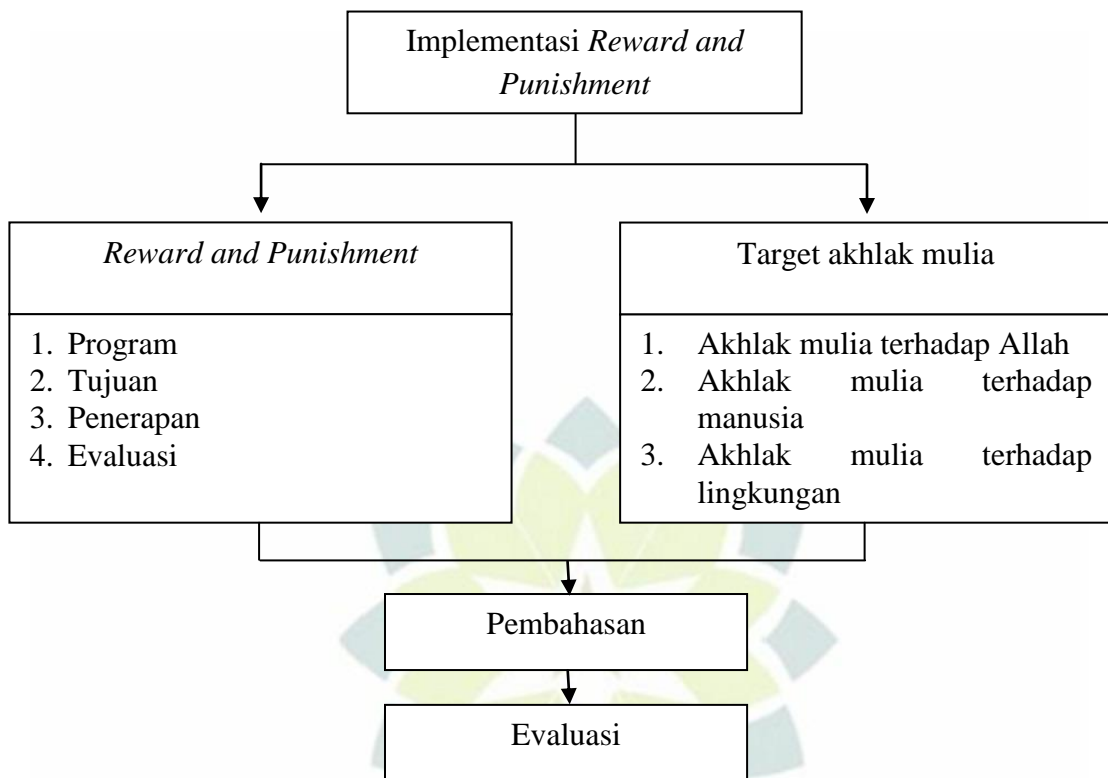 Implementasi Reward and
Punishment
Reward and Punishment
1. Program
2. Tujuan
3. Penerapan
4. Evaluasi
Target akhlak mulia
1. Akhlak mulia terhadap Allah
2. Akhlak mulia terhadap
manusia
3. Akhlak mulia terhadap
lingkungan
Pembahasan
Evaluasi